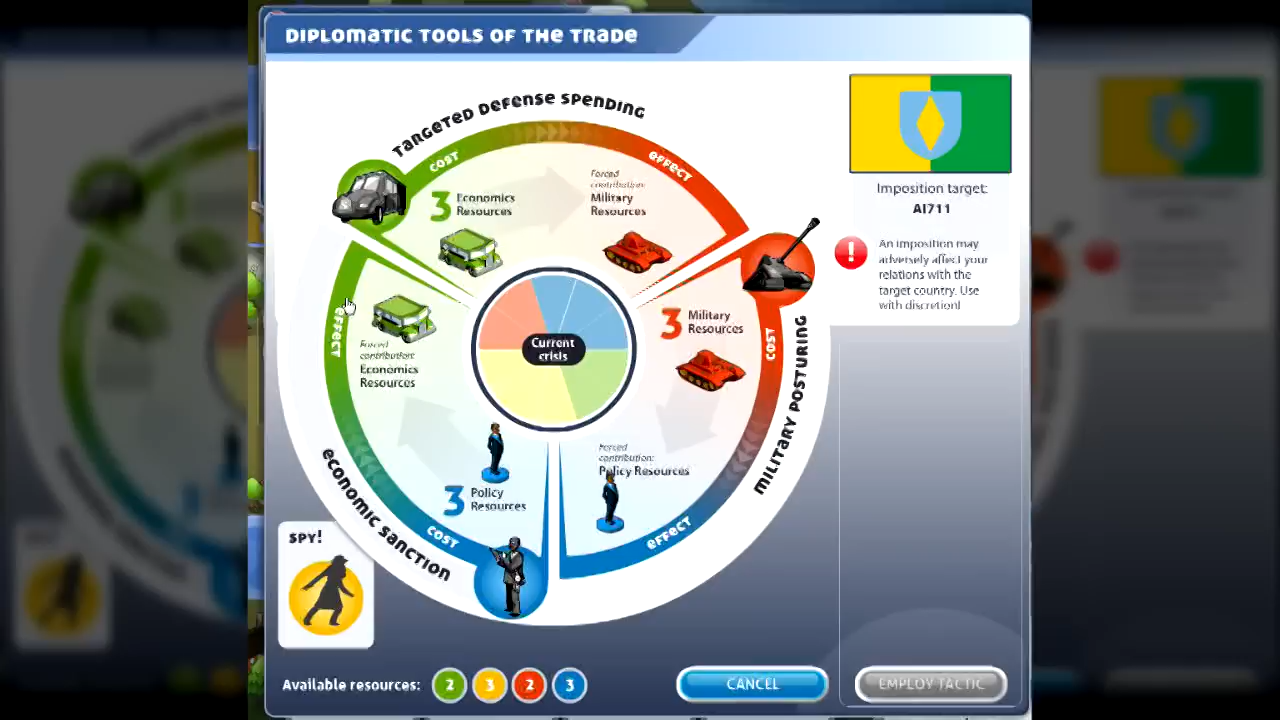 DIPLOMATIC TOOLS OF THE TRADE
TARGETED DEFENSE SPENDING
COST
EFFECT
3 Economics
Resources
Forced
contribution:
Military
Resources
Imposition target:
AI711
! An imposition may
adversely affect your
relations with the
target country. Use
with discretion!
MILITARY POSTURING
COST
EFFECT
3 Military
Resources
Forced
contribution:
Policy Resources
Current
crisis
ECONOMIC SANCTION
COST
EFFECT
3 Policy
Resources
Forced
contribution:
Economics
Resources
SPY!
Available resources: 2 3 2 3
CANCEL
EMPLOY TACTIC